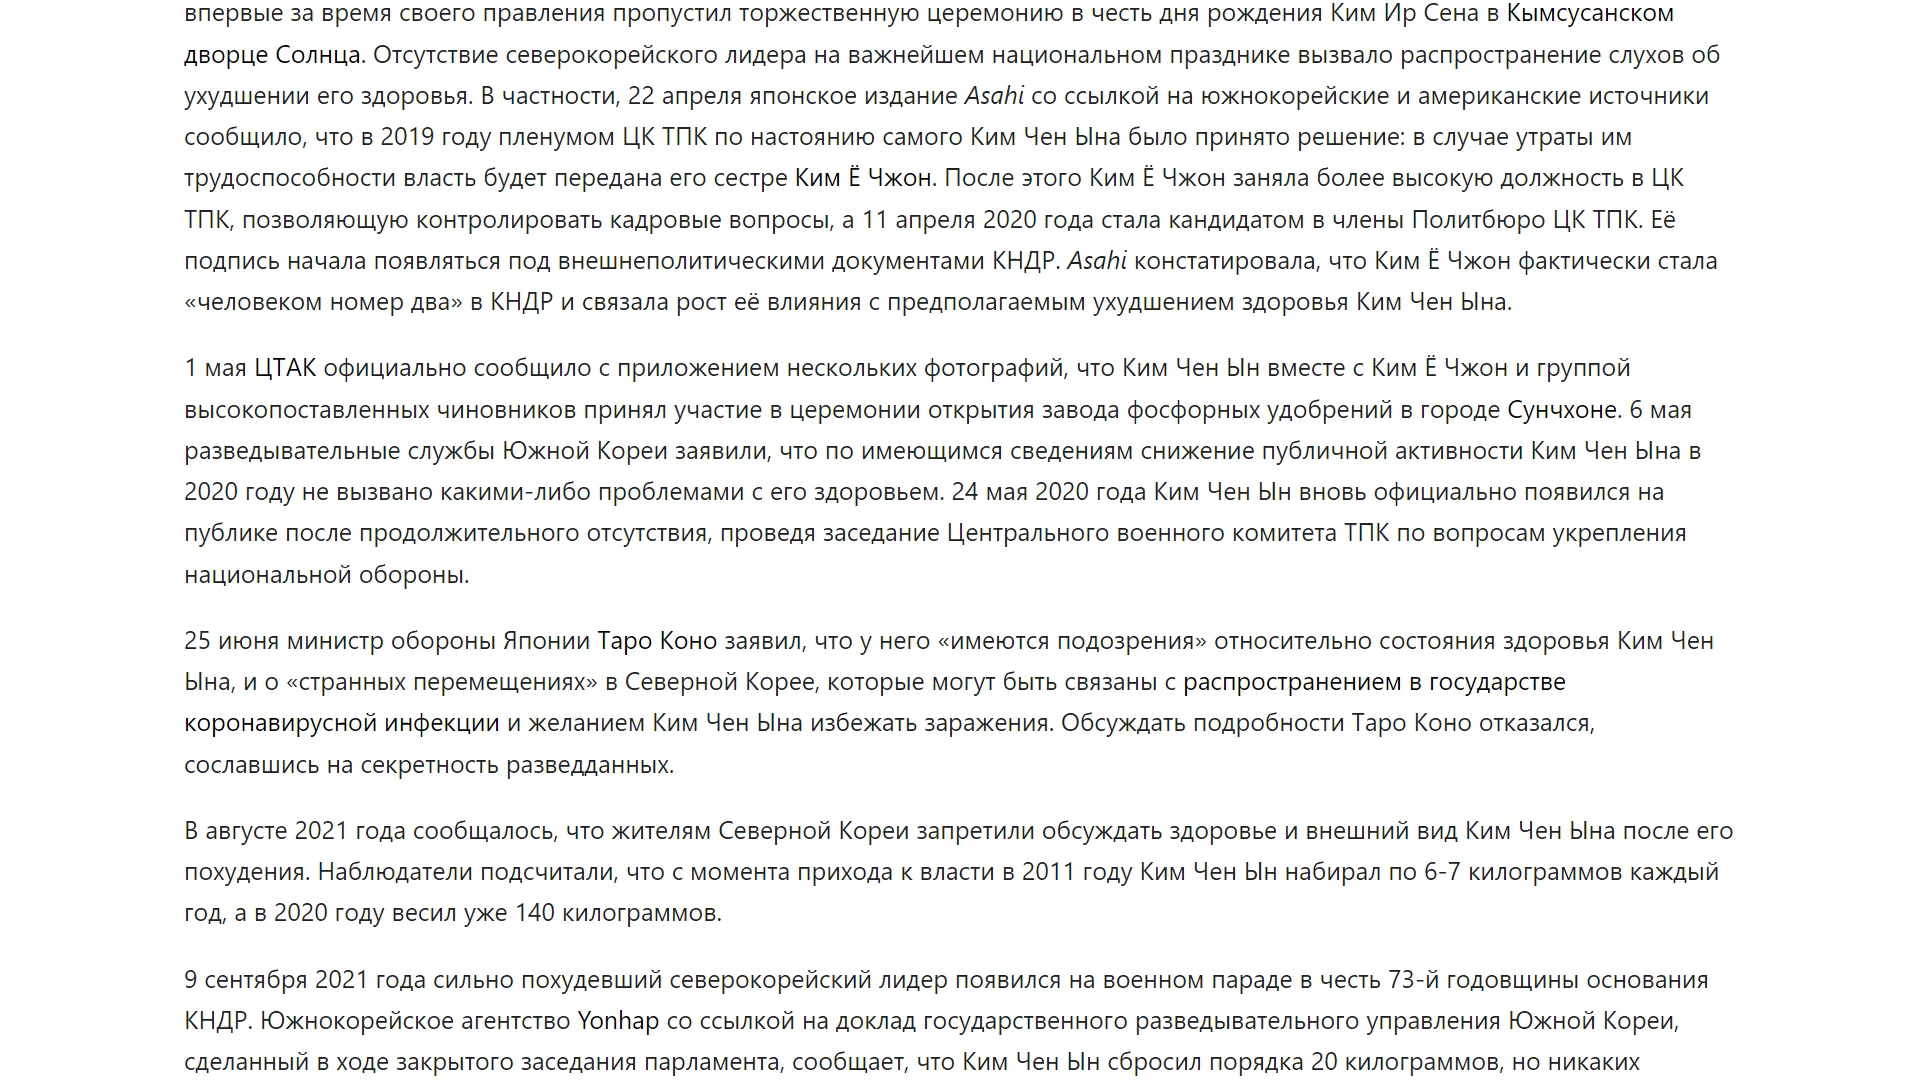 впервые за время своего правления пропустил торжественную церемонию в честь дня рождения Ким Ир Сена в Кымсусанском
дворце Солнца. Отсутствие северокорейского лидера на важнейшем национальном празднике вызвало распространение слухов об
ухудшении его здоровья. В частности, 22 апреля японское издание Asahi со ссылкой на южнокорейские и американские источники
сообщило, что в 2019 году пленумом ЦК ТПК по настоянию самого Ким Чен Ына было принято решение: в случае утраты им
трудоспособности власть будет передана его сестре Ким Ё Чжон. После этого Ким Ё Чжон заняла более высокую должность в ЦК
ТПК, позволяющую контролировать кадровые вопросы, а 11 апреля 2020 года стала кандидатом в члены Политбюро ЦК ТПК. Её
подпись начала появляться под внешнеполитическими документами КНДР. Asahi констатировала, что Ким Ё Чжон фактически стала
«человеком номер два» в КНДР и связала рост её влияния с предполагаемым ухудшением здоровья Ким Чен Ына.
1 мая ЦТАК официально сообщило с приложением нескольких фотографий, что Ким Чен Ын вместе с Ким Ё Чжон и группой
высокопоставленных чиновников принял участие в церемонии открытия завода фосфорных удобрений в городе Сунчхоне. 6 мая
разведывательные службы Южной Кореи заявили, что по имеющимся сведениям снижение публичной активности Ким Чен Ына в
2020 году не вызвано какими-либо проблемами с его здоровьем. 24 мая 2020 года Ким Чен Ын вновь официально появился на
публике после продолжительного отсутствия, проведя заседание Центрального военного комитета ТПК по вопросам укрепления
национальной обороны.
25 июня министр обороны Японии Таро Коно заявил, что у него «имеются подозрения» относительно состояния здоровья Ким Чен
Ына, и о «странных перемещениях» в Северной Корее, которые могут быть связаны с распространением в государстве
коронавирусной инфекции и желанием Ким Чен Ына избежать заражения. Обсуждать подробности Таро Коно отказался,
сославшись на секретность разведданных.
В августе 2021 года сообщалось, что жителям Северной Кореи запретили обсуждать здоровье и внешний вид Ким Чен Ына после его
похудения. Наблюдатели подсчитали, что с момента прихода к власти в 2011 году Ким Чен Ын набирал по 6-7 килограммов каждый
год, а в 2020 году весил уже 140 килограммов.
9 сентября 2021 года сильно похудевший северокорейский лидер появился на военном параде в честь 73-й годовщины основания
КНДР. Южнокорейское агентство Yonhap со ссылкой на доклад государственного разведывательного управления Южной Кореи,
сделанный в ходе закрытого заседания парламента, сообщает, что Ким Чен Ын сбросил порядка 20 килограммов, но никаких